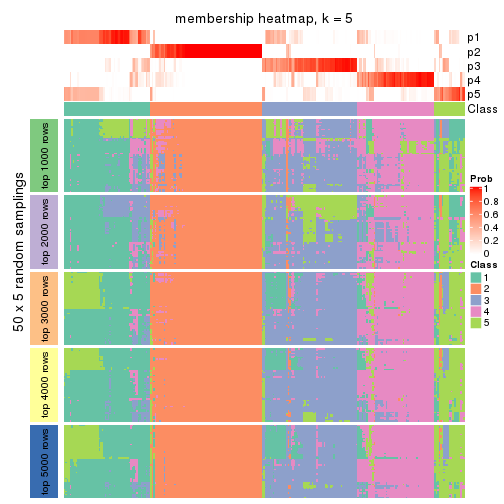 membership heatmap, k = 5
p1
p2
p3
p4
p5
Class
50 x 5 random samplings
top 1000 rows
top 2000 rows
top 3000 rows
top 4000 rows
top 5000 rows
Prob
1
0.8
0.6
0.4
0.2
0
Class
1
2
3
4
5